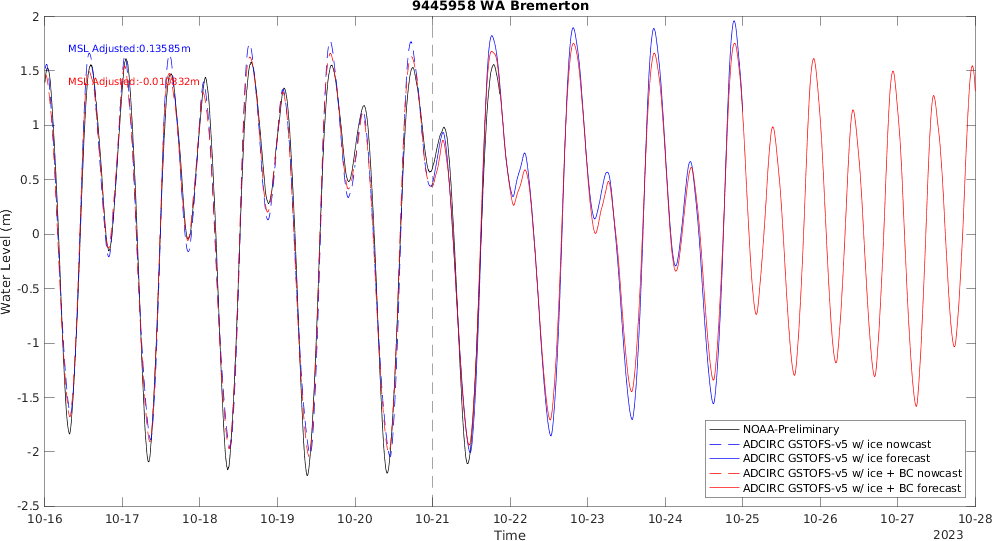 9445958 WA Bremerton
MSL Adjusted:0.13585m
2
1.5
1
0.5
0
-0.5
-1
-1.5
-2
-2.5
Water Level (m)
NOAA-Preliminary
ADCIRC GSTOFS-v5 w/ ice nowcast
ADCIRC GSTOFS-v5 w/ ice forecast
ADCIRC GSTOFS-v5 w/ ice + BC nowcast
ADCIRC GSTOFS-v5 w/ ice + BC forecast
10-16 10-17 10-18 10-19 10-20 10-21 10-22 10-23 10-24 10-25 10-26 10-27 10-28
Time
2023
MSL Adjusted: